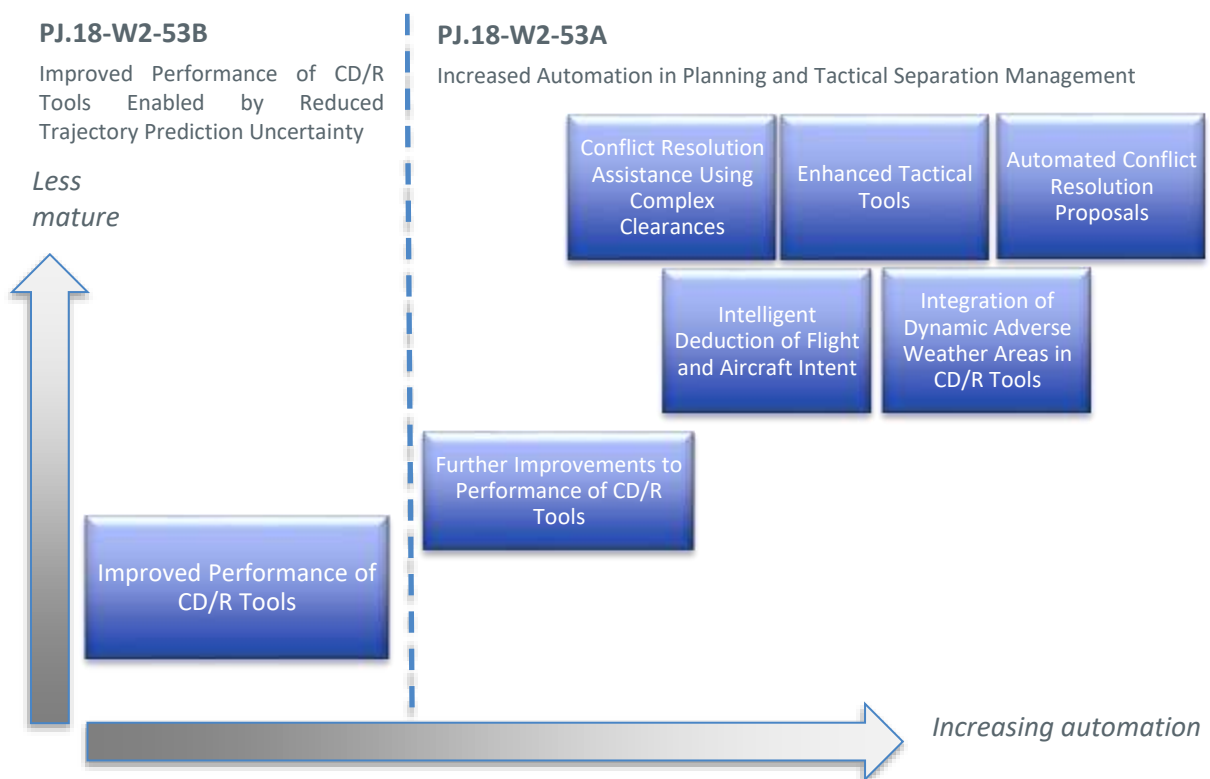 PJ.18-W2-53B
Improved Performance of CD/R
Tools Enabled by Reduced
Trajectory Prediction Uncertainty
Less
mature
PJ.18-W2-53A
Increased Automation in Planning and Tactical Separation Management
Conflict Resolution
Assistance Using
Complex
Clearances
Enhanced Tactical
Tools
Automated Conflict
Resolution
Proposals
Intelligent
Deduction of Flight
and Aircraft Intent
Integration of
Dynamic Adverse
Weather Areas in
CD/R Tools
Further Improvements to
Performance of CD/R
Tools
Improved Performance of
CD/R Tools
Increasing automation